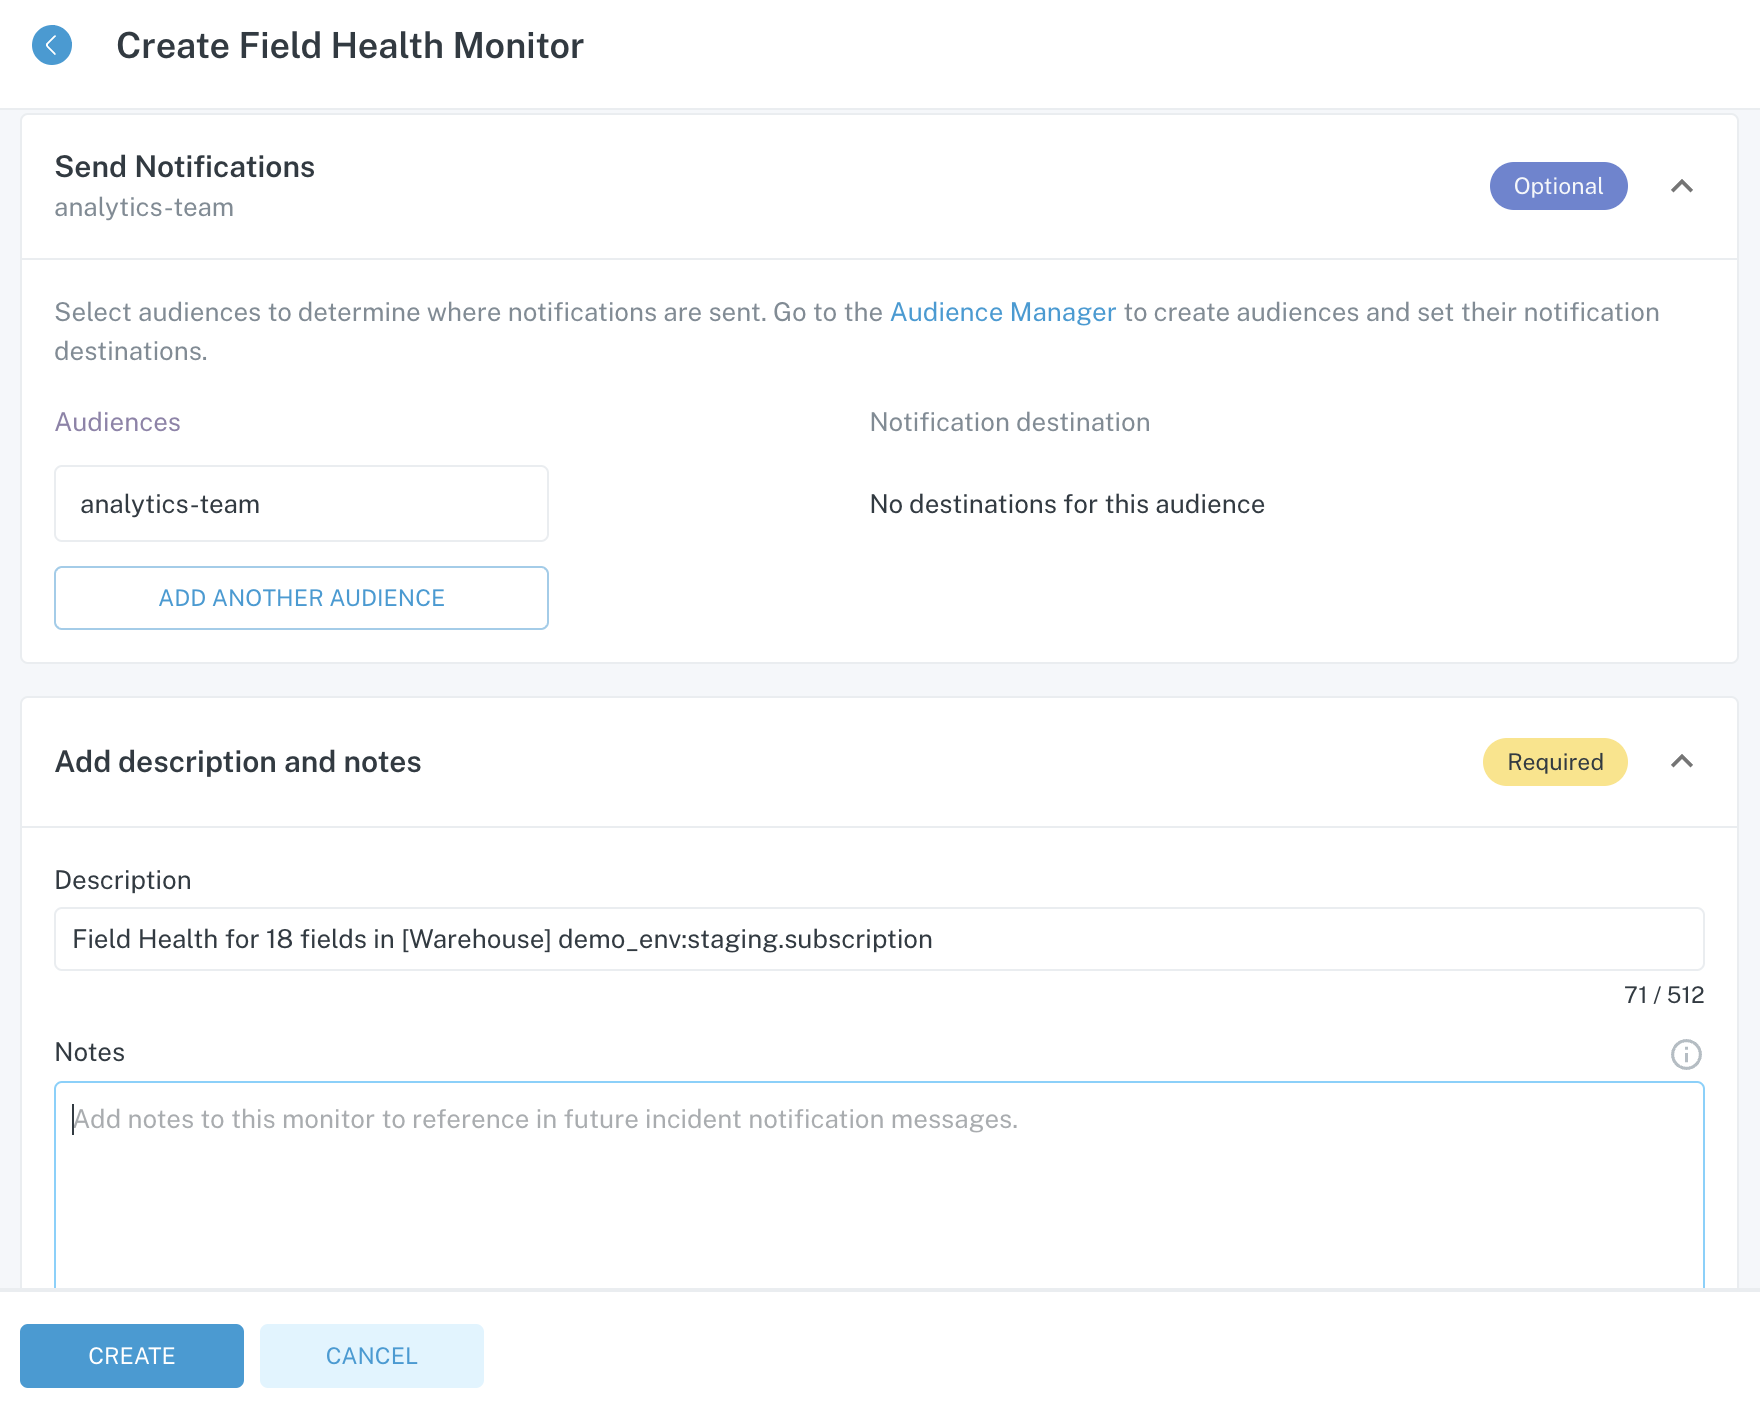 Create Field Health Monitor
Send Notifications
analytics-team
Optional
Select audiences to determine where notifications are sent. Go to the Audience Manager to create audiences and set their notification
destinations.
Audiences
Notification destination
analytics-team
No destinations for this audience
ADD ANOTHER AUDIENCE
Add description and notes
Required
Description
Field Health for 18 fields in [Warehouse] demo_env:staging.subscription
71 / 512
Notes
Add notes to this monitor to reference in future incident notification messages.
CREATE
CANCEL